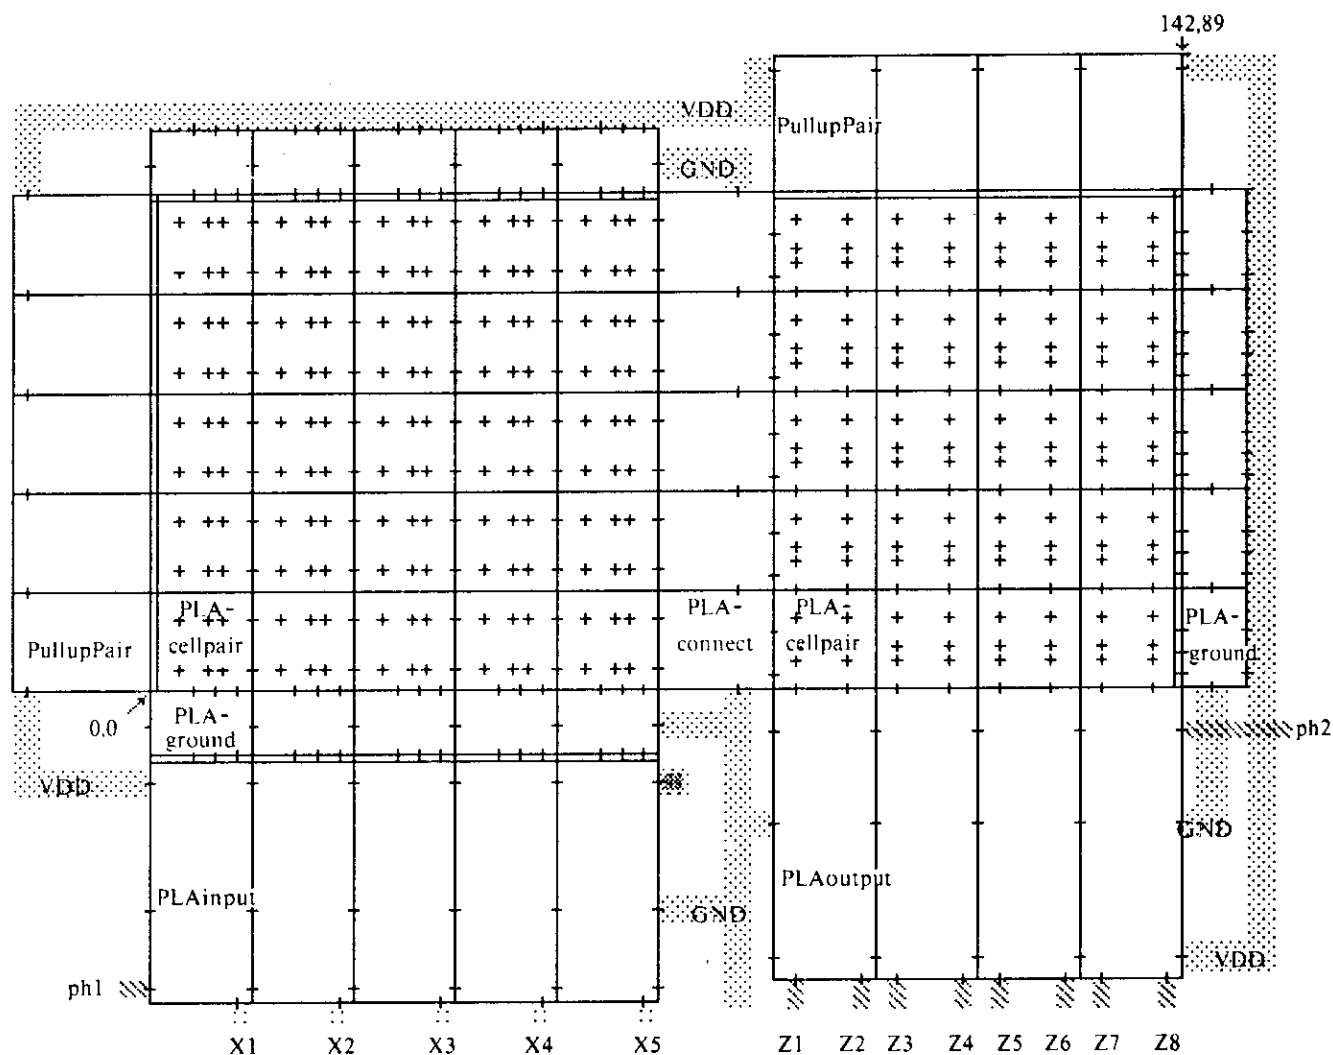 142,89
VDD
PullupPair
GND
PLA-
cellpair
PLA-
connect
PLA-
cellpair
PLA-
ground
PullupPair
0.0
PLA-
ground
ph2
VDD
GND
PLAinput
PLAoutput
GND
VDD
ph1
X1 X2 X3 X4 X5 Z1 Z2 Z3 Z4 Z5 Z6 Z7 Z8